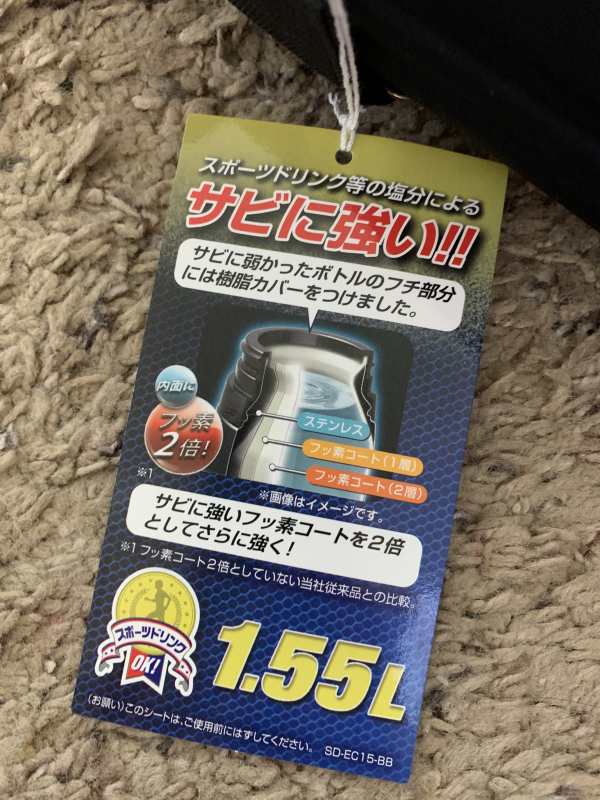 スポーツドリンク等の塩分による
サビに強い!!
サビに弱かったボトルのフチ部分
には樹脂カバーをつけました。
内面に
フッ素
2倍!
※1
ステンレス
フッ素コート(1層)
フッ素コート(2層)
※画像はイメージです。
サビに強いフッ素コートを2倍
としてさらに強く!
※1 フッ素コート2倍としていない当社従来品との比較。
スポーツドリンク
OK!
1.55L
(お願い)このシートは、ご使用前にはずしてください。 SD-EC15-BB